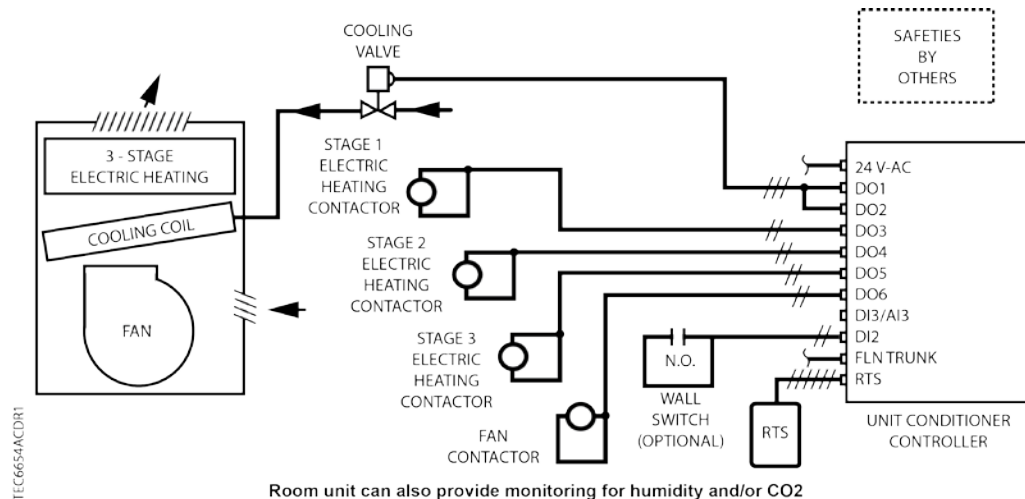 COOLING
VALVE
SAFETIES
BY
OTHERS
3 - STAGE
ELECTRIC HEATING
COOLING COIL
FAN
STAGE 1
ELECTRIC
HEATING
CONTACTOR
STAGE 2
ELECTRIC
HEATING
CONTACTOR
STAGE 3
ELECTRIC
HEATING
CONTACTOR
FAN
CONTACTOR
N.O.
WALL
SWITCH
(OPTIONAL)
RTS
24 V-AC
DO1
DO2
DO3
DO4
DO5
DO6
DI3/AI3
DI2
FLN TRUNK
RTS
UNIT CONDITIONER
CONTROLLER
TEC6654ACDR1
Room unit can also provide monitoring for humidity and/or CO2